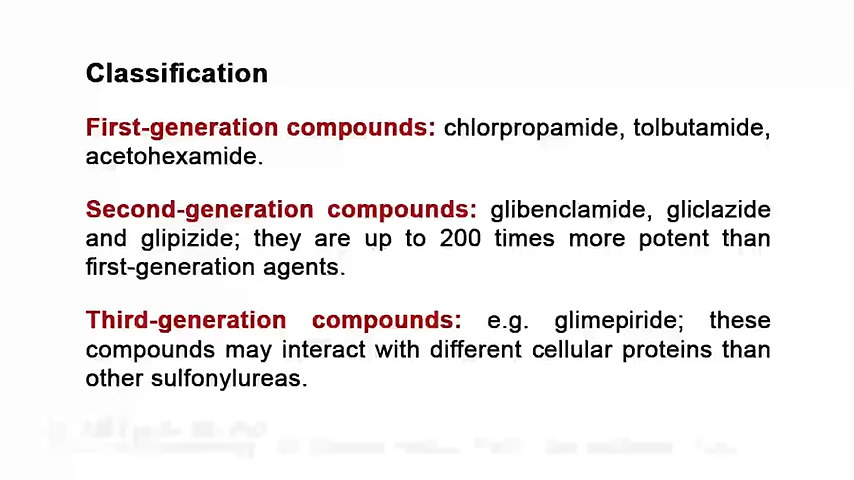 Classification
First-generation compounds: chlorpropamide, tolbutamide,
acetohexamide.
Second-generation compounds: glibenclamide, gliclazide
and glipizide; they are up to 200 times more potent than
first-generation agents.
Third-generation compounds: e.g. glimepiride; these
compounds may interact with different cellular proteins than
other sulfonylureas.